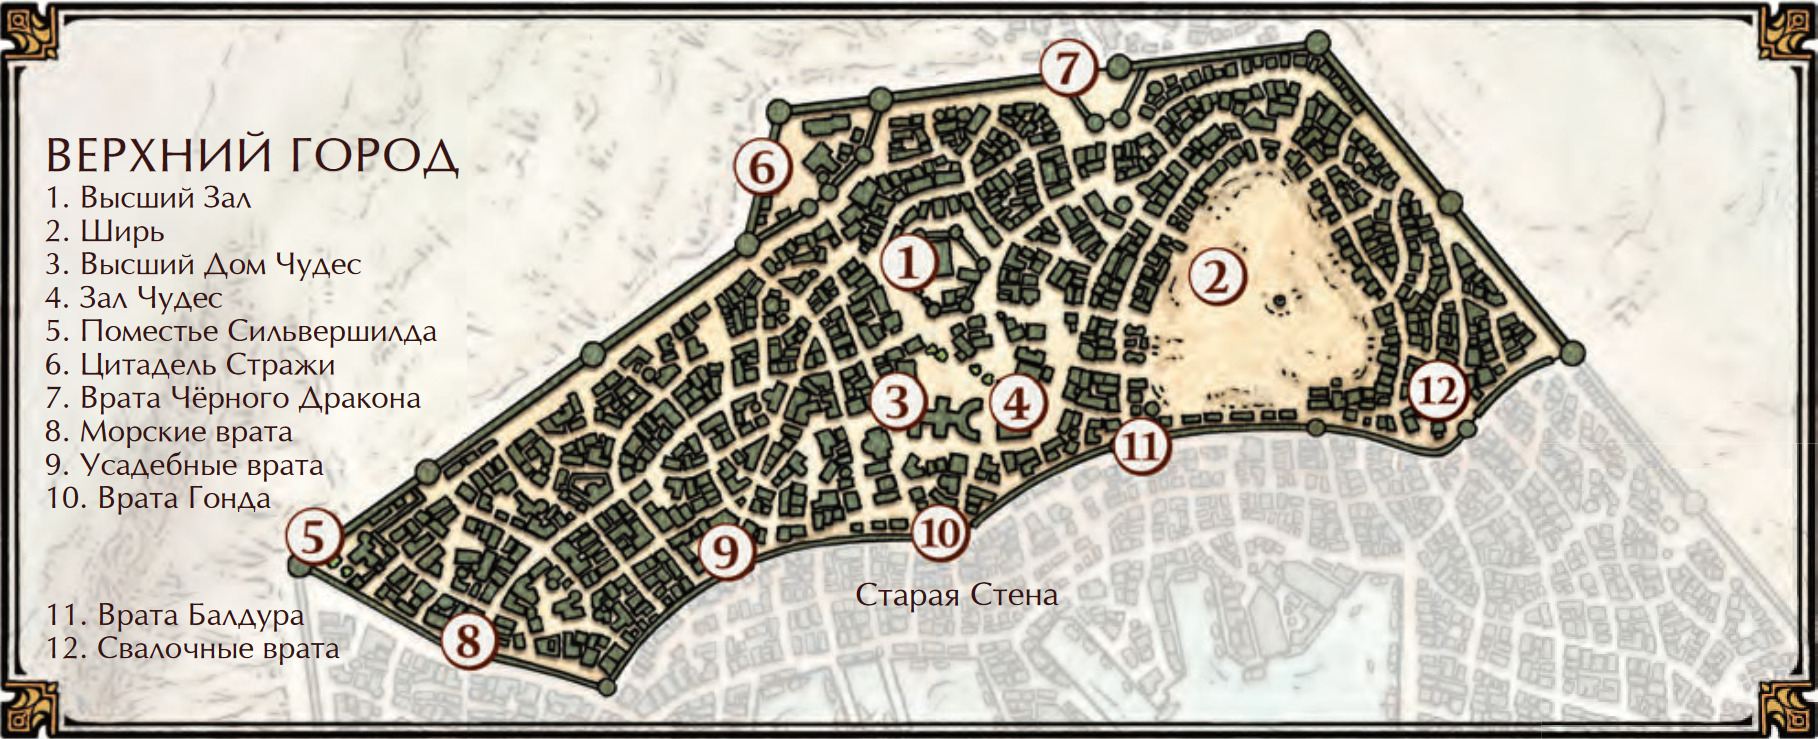 ВЕРХНИЙ ГОРОД
1. Высший Зал
2. Ширь
3. Высший Дом Чудес
4. Зал Чудес
5. Поместье Сильвершилда
6. Цитадель Стражи
7. Врата Чёрного Дракона
8. Морские врата
9. Усадебные врата
10. Врата Гонда
11. Врата Балдура
12. Свалочные врата
7
6
1
2
3
4
12
11
5
9
10
8
Старая Стена